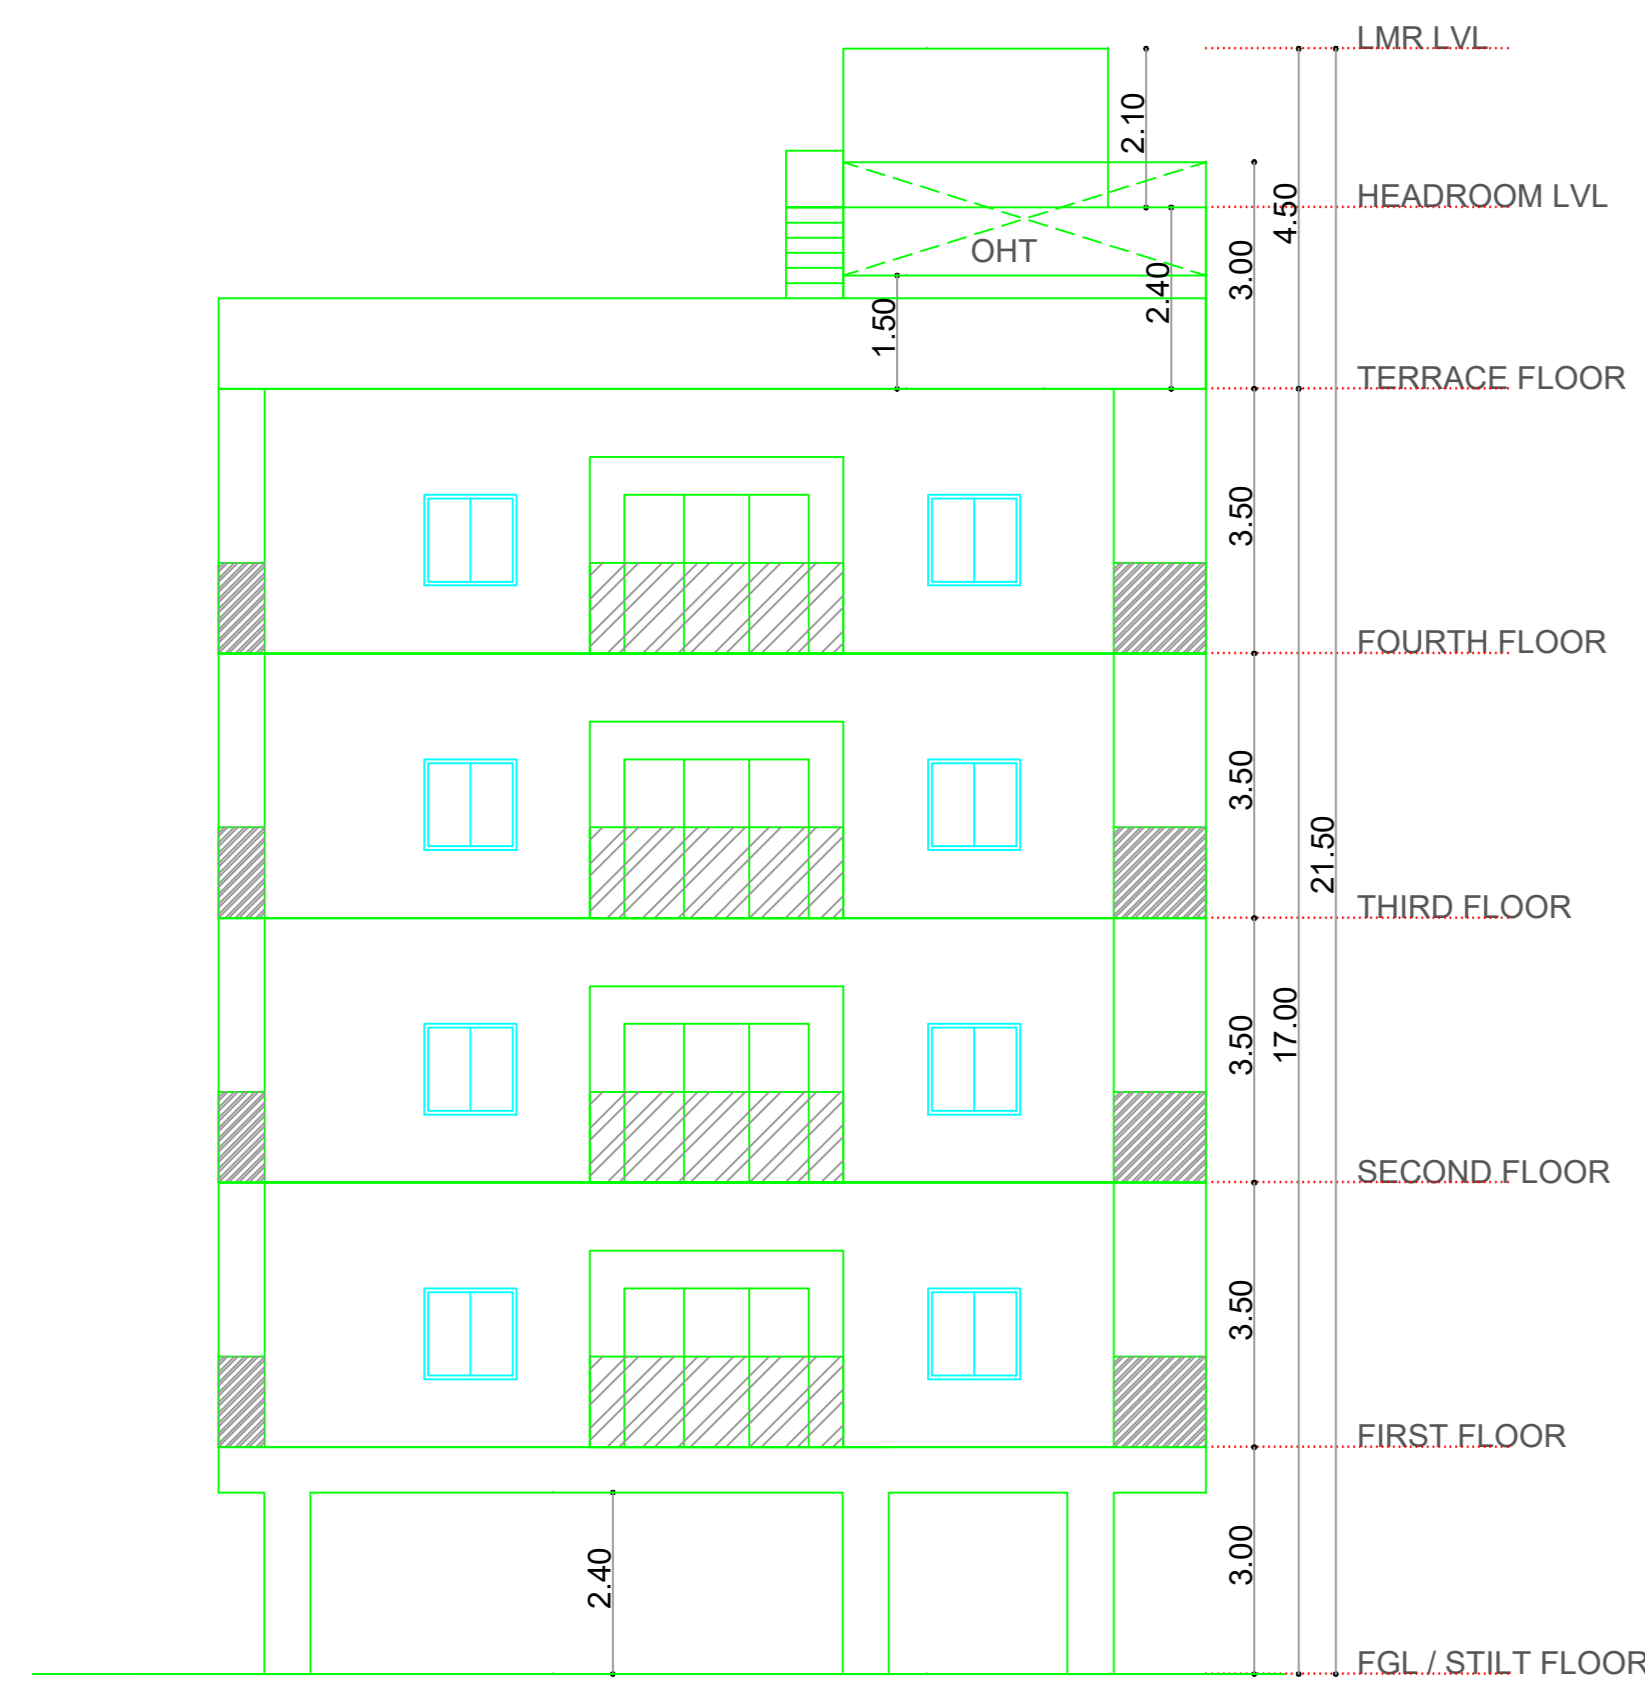 LMR LVL
2.10
4.50
HEADROOM LVL
OHT
3.00
2.40
1.50
TERRACE FLOOR
3.50
FOURTH FLOOR
3.50
21.50
THIRD FLOOR
3.50
17.00
SECOND FLOOR
3.50
FIRST FLOOR
3.00
2.40
FGL / STILT FLOOR